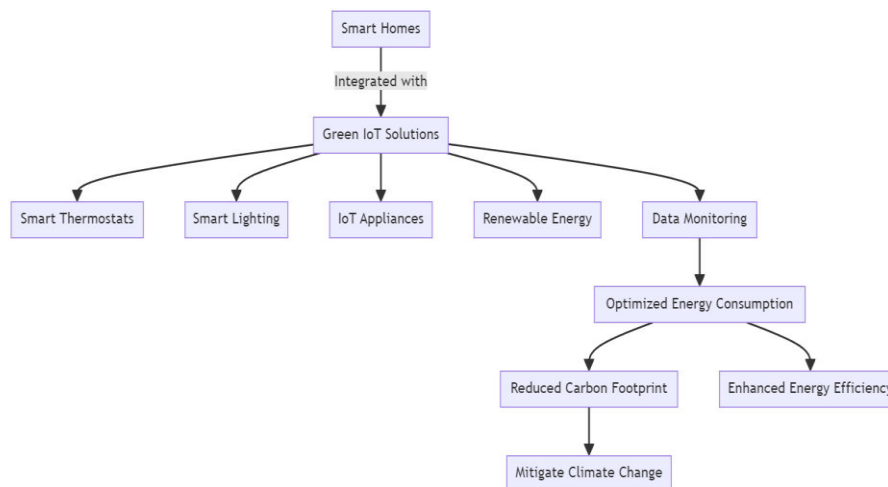 Smart Homes
Integrated with
Green IoT Solutions
Smart Thermostats
Smart Lighting
IoT Appliances
Renewable Energy
Data Monitoring
Optimized Energy Consumption
Reduced Carbon Footprint
Enhanced Energy Efficiency
Mitigate Climate Change